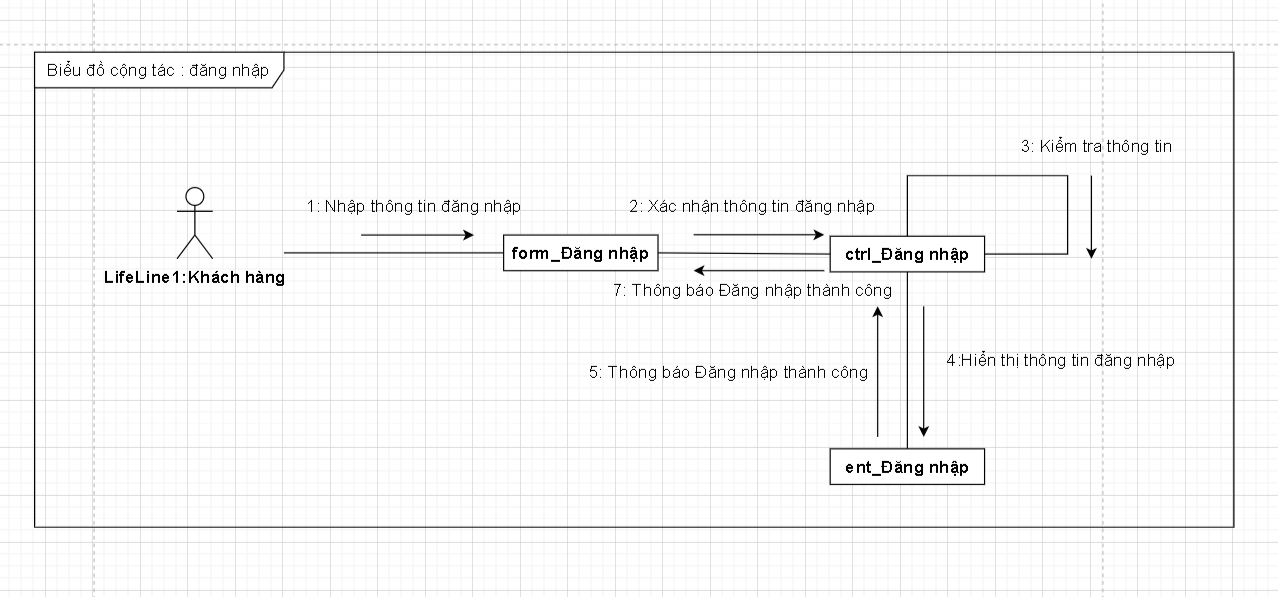 Biểu đồ cộng tác : đăng nhập
3: Kiểm tra thông tin
1: Nhập thông tin đăng nhập
2: Xác nhận thông tin đăng nhập
form_Đăng nhập
ctrl_Đăng nhập
LifeLine1:Khách hàng
7: Thông báo Đăng nhập thành công
4:Hiển thị thông tin đăng nhập
5: Thông báo Đăng nhập thành công
ent_Đăng nhập